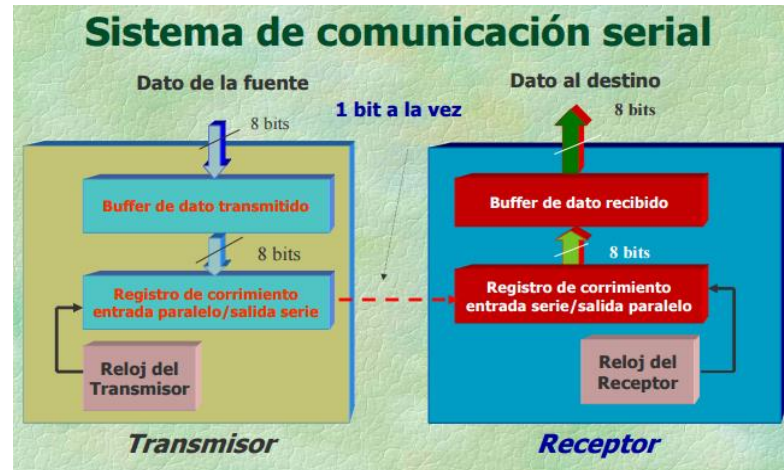 Sistema de comunicación serial
Dato de la fuente
Dato al destino
8 bits
1 bit a la vez
8 bits
Buffer de dato transmitido
Buffer de dato recibido
8 bits
8 bits
Registro de corrimiento
entrada paralelo/salida serie
Registro de corrimiento
entrada serie/salida paralelo
Reloj del
Transmisor
Reloj del
Receptor
Transmisor
Receptor